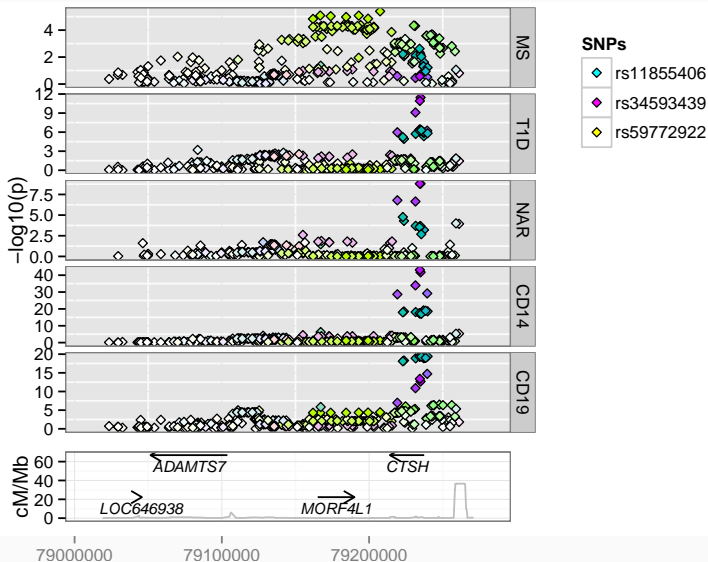 −log10(p)
0
2
4
MS
0
3
6
9
12
T1D
0.0
2.5
5.0
7.5
NAR
0
10
20
30
40
CD14
0
5
10
15
20
CD19
cM/Mb
0
20
40
60
ADAMTS7
CTSH
LOC646938
MORF4L1
79000000 79100000 79200000
SNPs
rs11855406
rs34593439
rs59772922